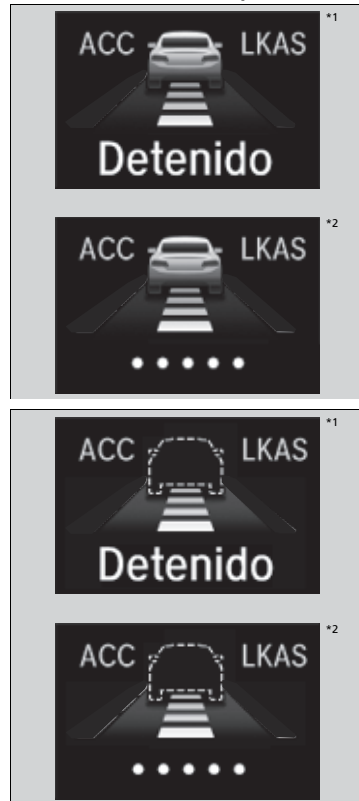 *1
ACC LKAS
Detenido
*2
ACC LKAS
*1
ACC LKAS
Detenido
*2
ACC LKAS